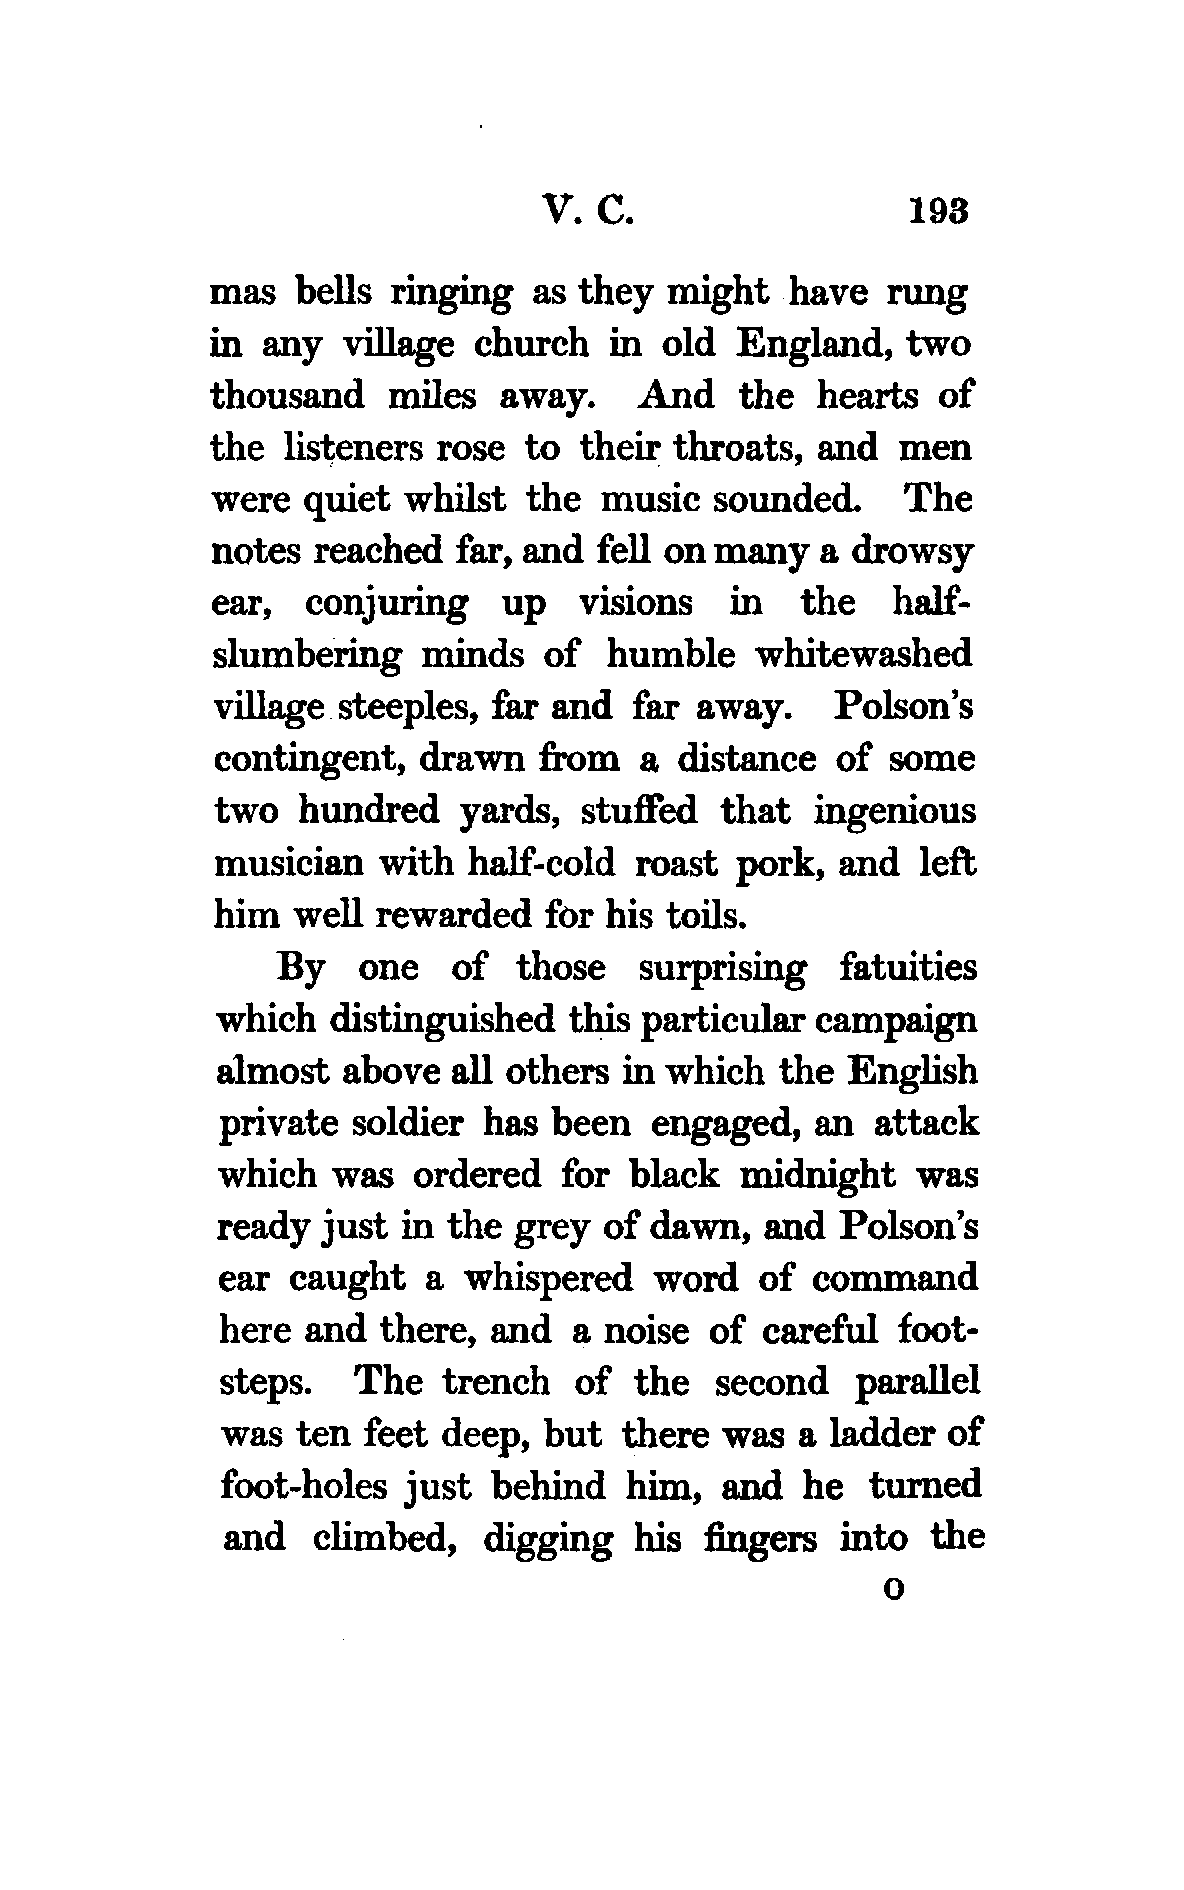 V. C. 193
mas bells ringing as they might have rung
in any village church in old England, two
thousand miles away. And the hearts of
the listeners rose to their throats, and men
were quiet whilst the music sounded. The
notes reached far, and fell on many a drowsy
ear, conjuring up visions in the half-
slumbering minds of humble whitewashed
village steeples, far and far away. Polson's
contingent, drawn from a distance of some
two hundred yards, stuffed that ingenious
musician with half-cold roast pork, and left
him well rewarded for his toils.
By one of those surprising fatuities
which distinguished this particular campaign
almost above all others in which the English
private soldier has been engaged, an attack
which was ordered for black midnight was
ready just in the grey of dawn, and Polson's
ear caught a whispered word of command
here and there, and a noise of careful foot-
steps. The trench of the second parallel
was ten feet deep, but there was a ladder of
foot-holes just behind him, and he turned
and climbed, digging his fingers into the
O